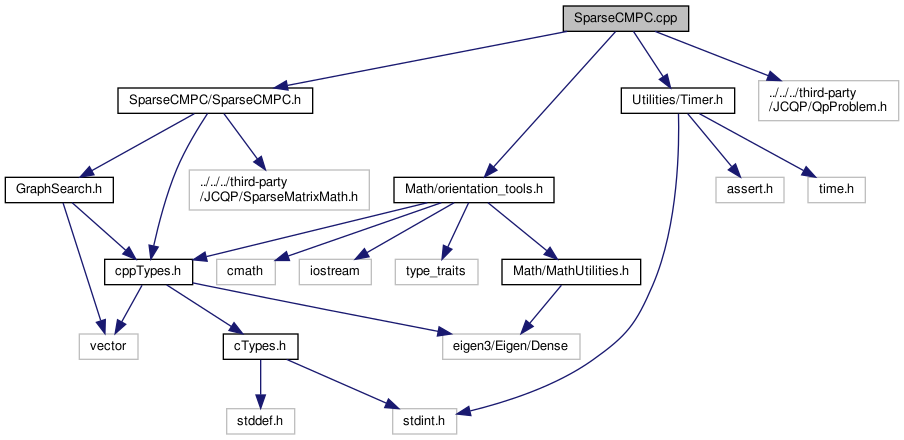 SparseCMPC.cpp
SparseCMPC/SparseCMPC.h
Utilities/Timer.h
../../../third-party
/JCQP/QpProblem.h
GraphSearch.h
../../../third-party
/JCQP/SparseMatrixMath.h
Math/orientation_tools.h
assert.h
time.h
cppTypes.h
cmath
iostream
type_traits
Math/MathUtilities.h
vector
cTypes.h
eigen3/Eigen/Dense
stddef.h
stdint.h